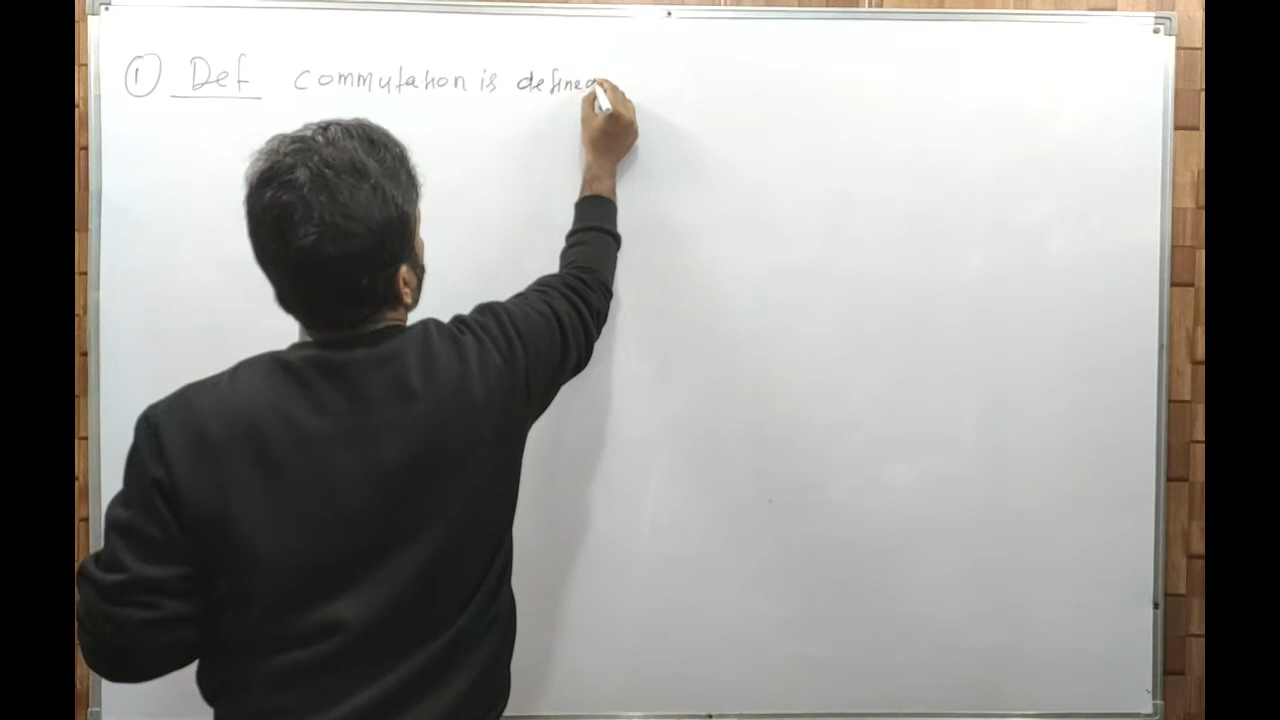 ① Def commutation is defined